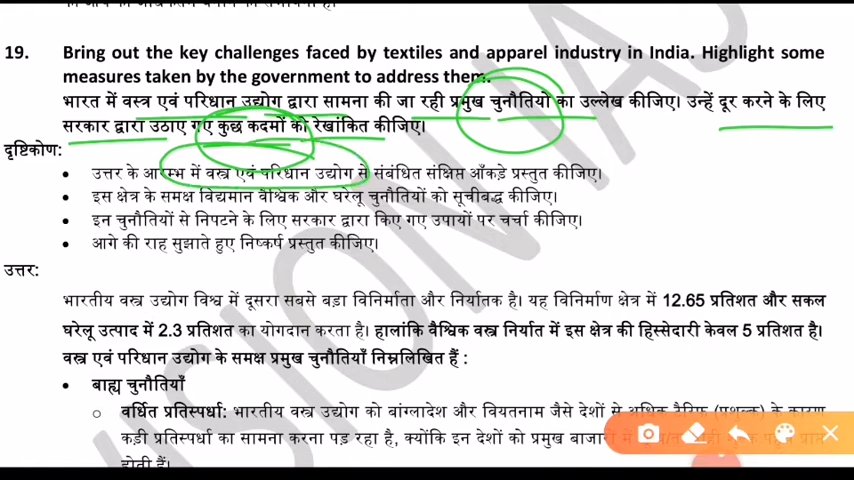 19. Bring out the key challenges faced by textiles and apparel industry in India. Highlight some
measures taken by the government to address them.
भारत में वस्त्र एवं परिधान उद्योग द्वारा सामना की जा रही प्रमुख चुनौतियों का उल्लेख कीजिए। उन्हें दूर करने के लिए
सरकार द्वारा उठाए गए कुछ कदमों को रेखांकित कीजिए।
दृष्टिकोण:
• उत्तर के आरम्भ में वस्त्र एवं परिधान उद्योग से संबंधित संक्षिप्त आँकड़े प्रस्तुत कीजिए।
• इस क्षेत्र के समक्ष विद्यमान वैश्विक और घरेलू चुनौतियों को सूचीबद्ध कीजिए।
• इन चुनौतियों से निपटने के लिए सरकार द्वारा किए गए उपायों पर चर्चा कीजिए।
• आगे की राह सुझाते हुए निष्कर्ष प्रस्तुत कीजिए।
उत्तर:
भारतीय वस्त्र उद्योग विश्व में दूसरा सबसे बड़ा विनिर्माता और निर्यातक है। यह विनिर्माण क्षेत्र में 12.65 प्रतिशत और सकल
घरेलू उत्पाद में 2.3 प्रतिशत का योगदान करता है। हालांकि वैश्विक वस्त्र निर्यात में इस क्षेत्र की हिस्सेदारी केवल 5 प्रतिशत है।
वस्त्र एवं परिधान उद्योग के समक्ष प्रमुख चुनौतियाँ निम्नलिखित हैं :
• बाह्य चुनौतियाँ
○ वर्धित प्रतिस्पर्धा: भारतीय वस्त्र उद्योग को बांग्लादेश और वियतनाम जैसे देशों से अधिक टैरिफ (प्रशुल्क) के कारण
कड़ी प्रतिस्पर्धा का सामना करना पड़ रहा है, क्योंकि इन देशों को प्रमुख बाजारों में
होती हैं।
VISION IAS